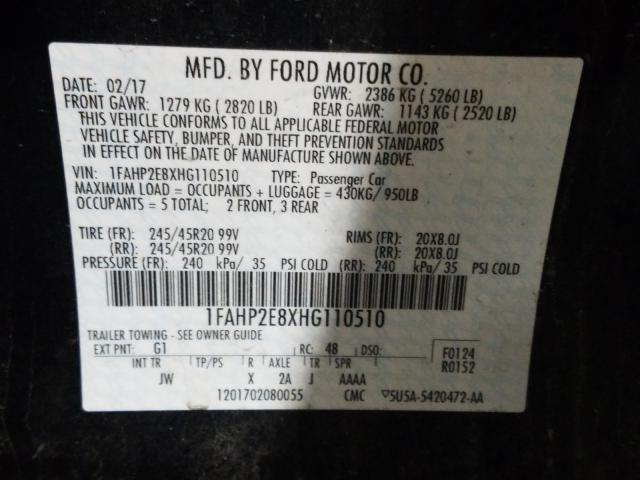 MFD. BY FORD MOTOR CO.
DATE: 02/17 GVWR: 2386 KG ( 5260 LB)
FRONT GAWR: 1279 KG ( 2820 LB) REAR GAWR: 1143 KG ( 2520 LB)
THIS VEHICLE CONFORMS TO ALL APPLICABLE FEDERAL MOTOR
VEHICLE SAFETY, BUMPER, AND THEFT PREVENTION STANDARDS
IN EFFECT ON THE DATE OF MANUFACTURE SHOWN ABOVE.
VIN: 1FAHP2E8XHG110510 TYPE: Passenger Car
MAXIMUM LOAD = OCCUPANTS + LUGGAGE = 430KG/ 950LB
OCCUPANTS = 5 TOTAL; 2 FRONT, 3 REAR
TIRE (FR): 245/45R20 99V RIMS (FR): 20X8.0J
(RR): 245/45R20 99V (RR): 20X8.0J
PRESSURE (FR): 240 kPa/ 35 PSI COLD (RR): 240 kPa/ 35 PSI COLD
1FAHP2E8XHG110510
TRAILER TOWING - SEE OWNER GUIDE
EXT PNT: G1 RC: 48 DSO: F0124
INT TR TP/PS R AXLE TR SPR R0152
JW X 2A J AAAA
1201702080055 CMC ▽5U5A-5420472-AA